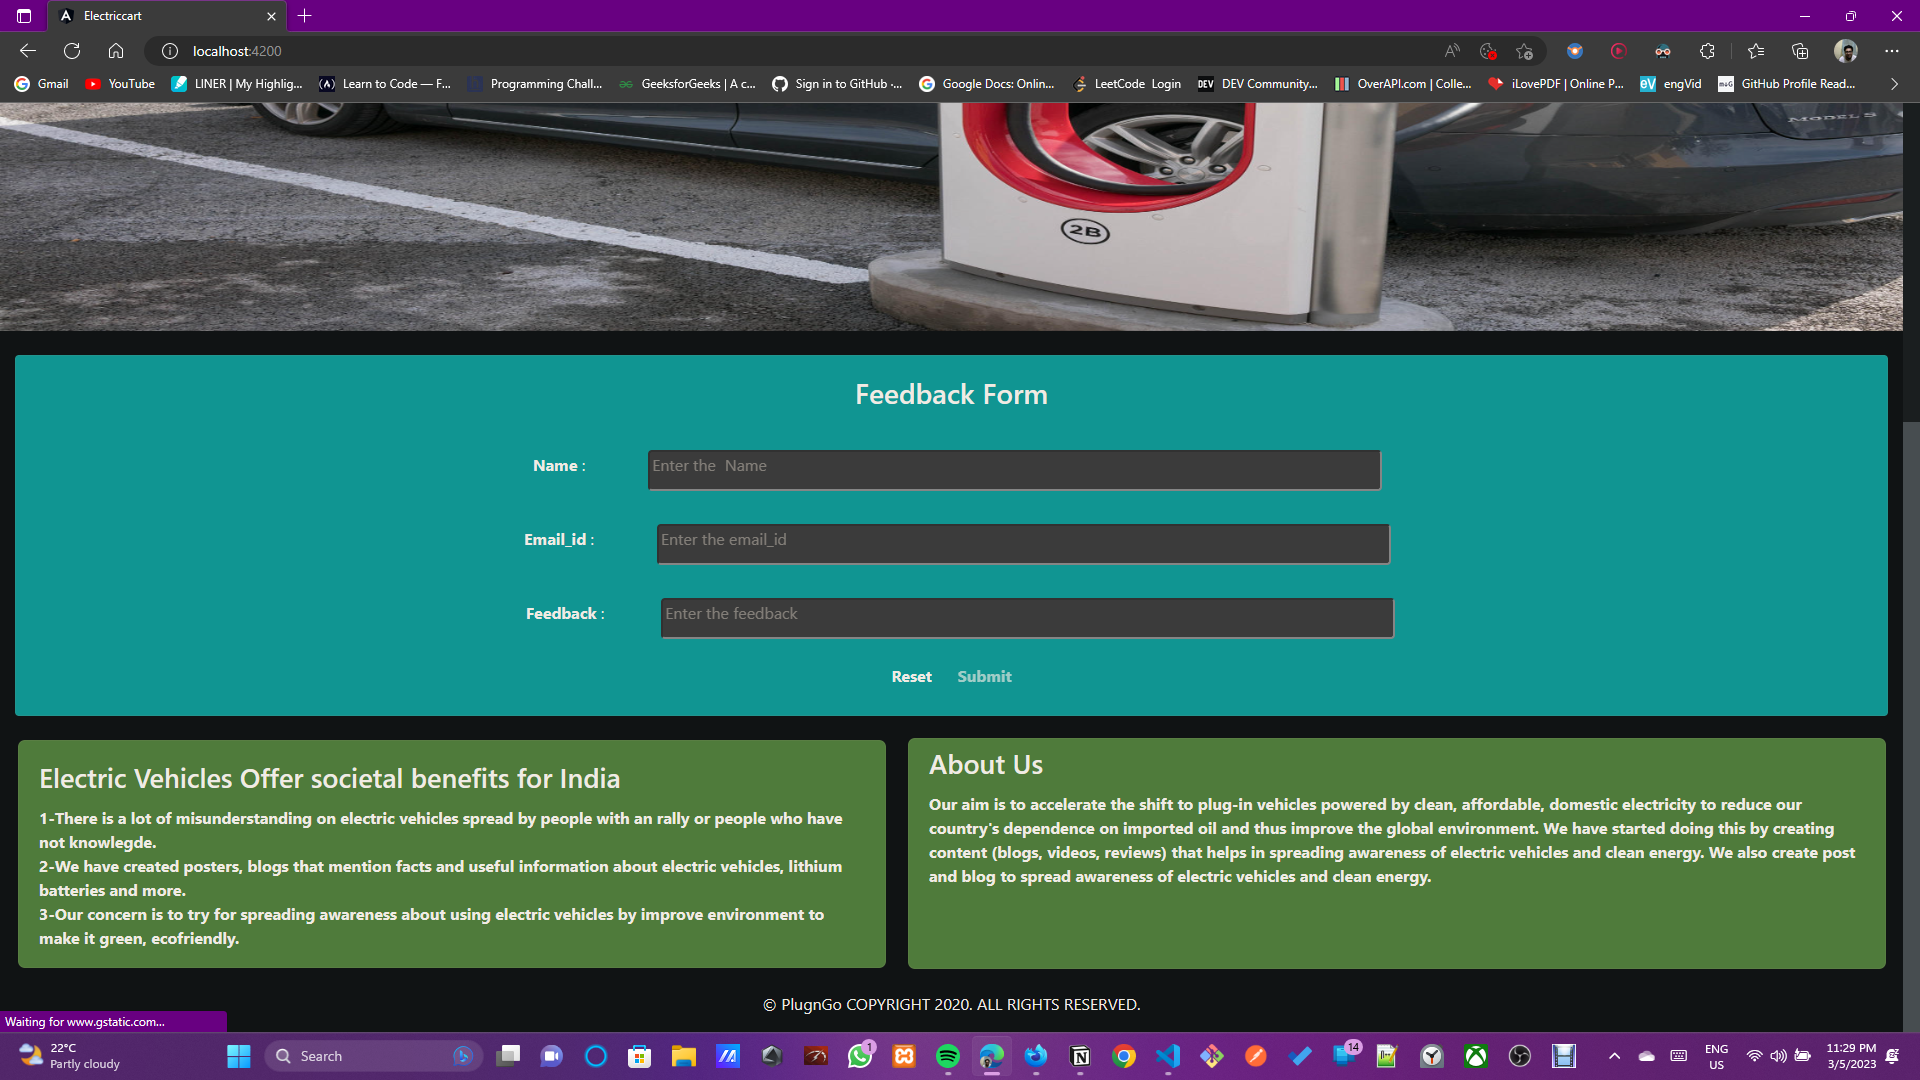 Electriccart
localhost:4200
Gmail
YouTube
LINER | My Highlig...
Learn to Code — F...
Programming Chall...
GeeksforGeeks | A c...
Sign in to GitHub ·...
Google Docs: Onlin...
LeetCode Login
DEV Community...
OverAPI.com | Colle...
iLovePDF | Online P...
engVid
GitHub Profile Read...
MODEL S
2B
Feedback Form
Name :
Enter the  Name
Email_id :
Enter the email_id
Feedback :
Enter the feedback
Reset
Submit
Electric Vehicles Offer societal benefits for India
1-There is a lot of misunderstanding on electric vehicles spread by people with an rally or people who have
not knowlegde.
2-We have created posters, blogs that mention facts and useful information about electric vehicles, lithium
batteries and more.
3-Our concern is to try for spreading awareness about using electric vehicles by improve environment to
make it green, ecofriendly.
About Us
Our aim is to accelerate the shift to plug-in vehicles powered by clean, affordable, domestic electricity to reduce our
country's dependence on imported oil and thus improve the global environment. We have started doing this by creating
content (blogs, videos, reviews) that helps in spreading awareness of electric vehicles and clean energy. We also create post
and blog to spread awareness of electric vehicles and clean energy.
© PlugnGo COPYRIGHT 2020. ALL RIGHTS RESERVED.
Waiting for www.gstatic.com...
22°C
Partly cloudy
Search
1
14
ENG
US
11:29 PM
3/5/2023